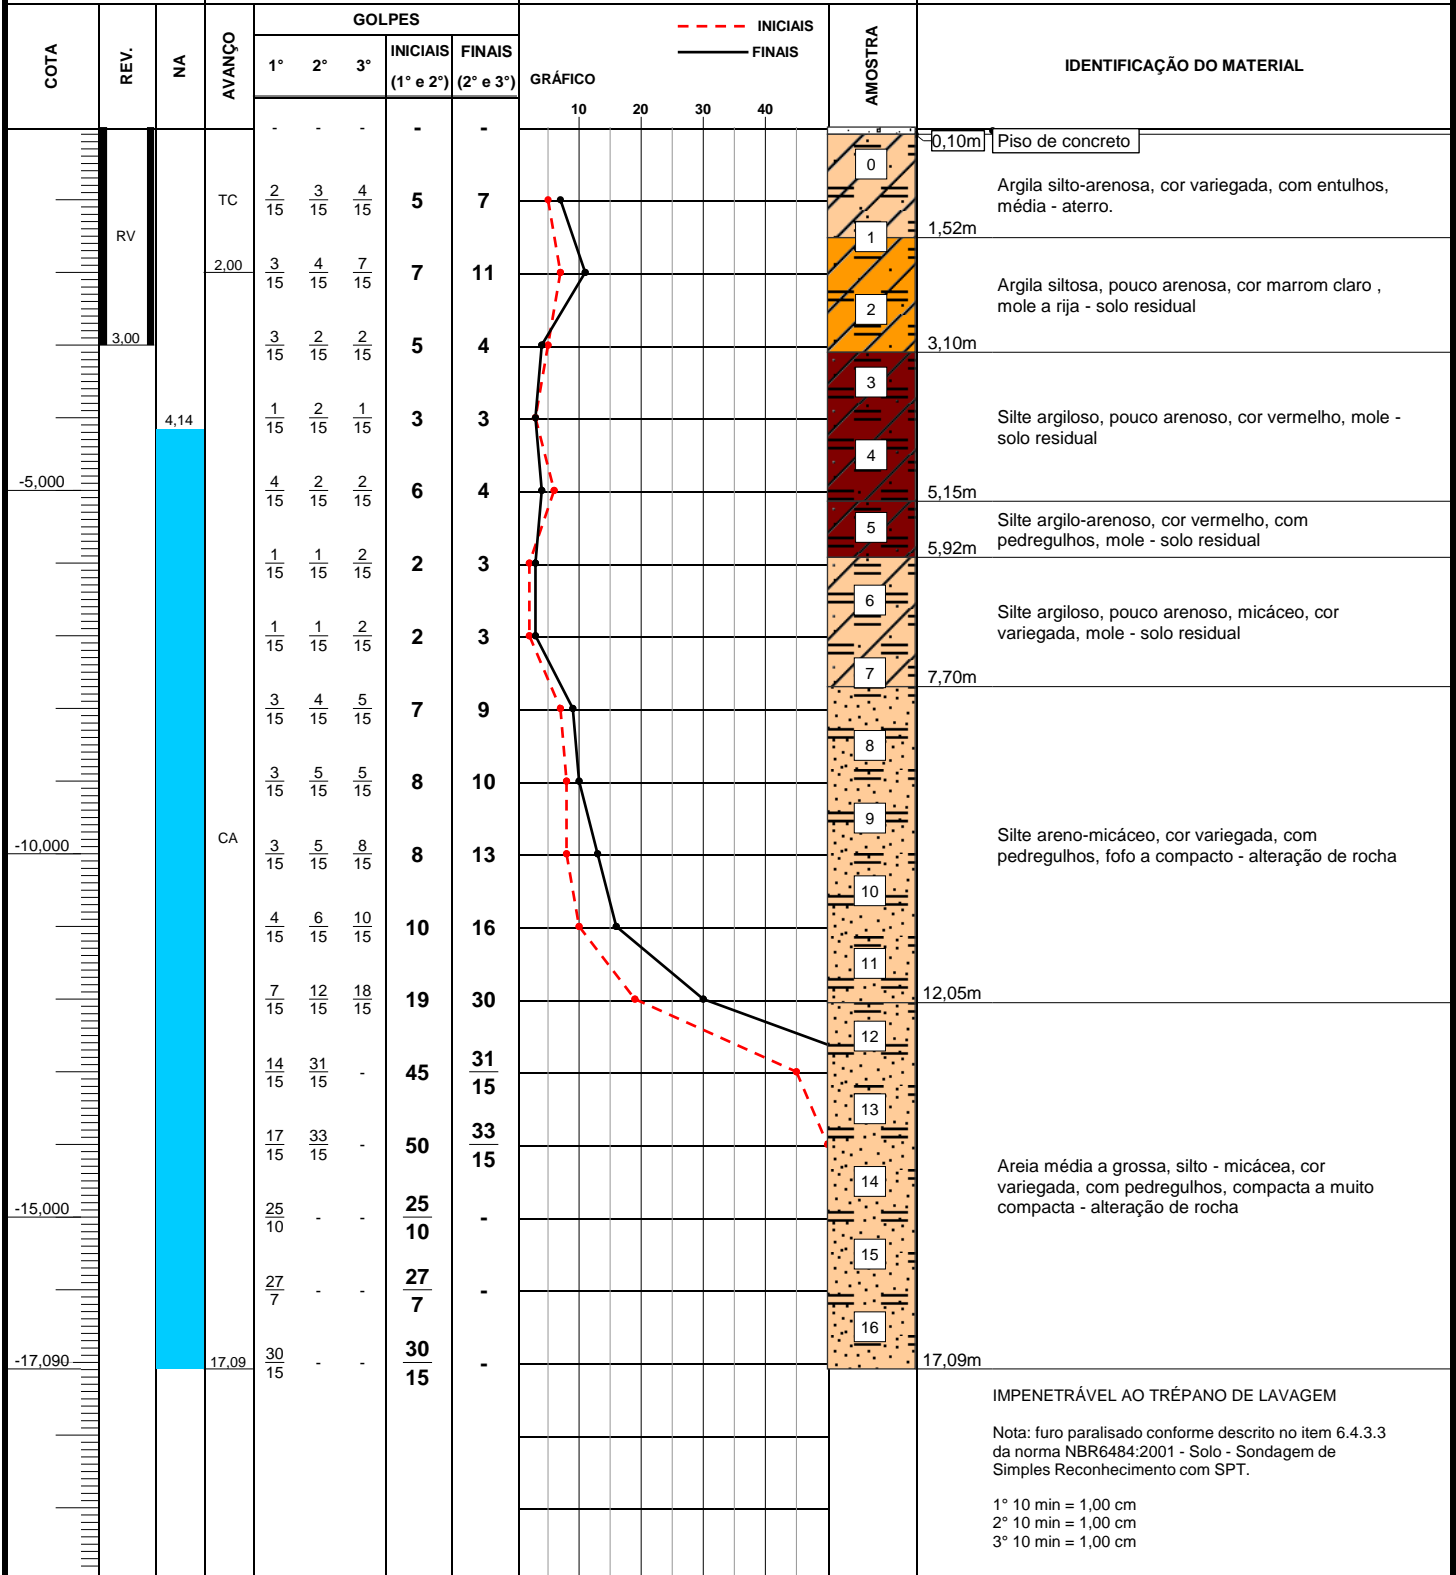 COTA
REV.
NA
AVANÇO
GOLPES
1° 2° 3°
INICIAIS
(1° e 2°)
FINAIS
(2° e 3°)
GRÁFICO
INICIAIS
FINAIS
10 20 30 40
AMOSTRA
IDENTIFICAÇÃO DO MATERIAL
- - - - -
0,10m Piso de concreto
0
Argila silto-arenosa, cor variegada, com entulhos,
média - aterro.
TC 2/15 3/15 4/15 5 7
RV
1 1,52m
2,00 3/15 4/15 7/15 7 11
Argila siltosa, pouco arenosa, cor marrom claro ,
mole a rija - solo residual
2
3,00 3/15 2/15 2/15 5 4
3,10m
3
4,14 1/15 2/15 1/15 3 3
Silte argiloso, pouco arenoso, cor vermelho, mole -
solo residual
4
-5,000 4/15 2/15 2/15 6 4
5,15m
5
Silte argilo-arenoso, cor vermelho, com
pedregulhos, mole - solo residual
5,92m
1/15 1/15 2/15 2 3
6
Silte argiloso, pouco arenoso, micáceo, cor
variegada, mole - solo residual
1/15 1/15 2/15 2 3
7 7,70m
3/15 4/15 5/15 7 9
8
3/15 5/15 5/15 8 10
9
-10,000 CA 3/15 5/15 8/15 8 13
Silte areno-micáceo, cor variegada, com
pedregulhos, fofo a compacto - alteração de rocha
10
4/15 6/15 10/15 10 16
11
7/15 12/15 18/15 19 30
12,05m
12
14/15 31/15 - 45 31/15
13
17/15 33/15 - 50 33/15
Areia média a grossa, silto - micácea, cor
variegada, com pedregulhos, compacta a muito
compacta - alteração de rocha
14
-15,000 25/10 - - 25/10 -
15
27/7 - - 27/7 -
16
-17,090 17,09 30/15 - - 30/15 -
17,09m
IMPENETRÁVEL AO TRÉPANO DE LAVAGEM
Nota: furo paralisado conforme descrito no item 6.4.3.3
da norma NBR6484:2001 - Solo - Sondagem de
Simples Reconhecimento com SPT.
1° 10 min = 1,00 cm
2° 10 min = 1,00 cm
3° 10 min = 1,00 cm